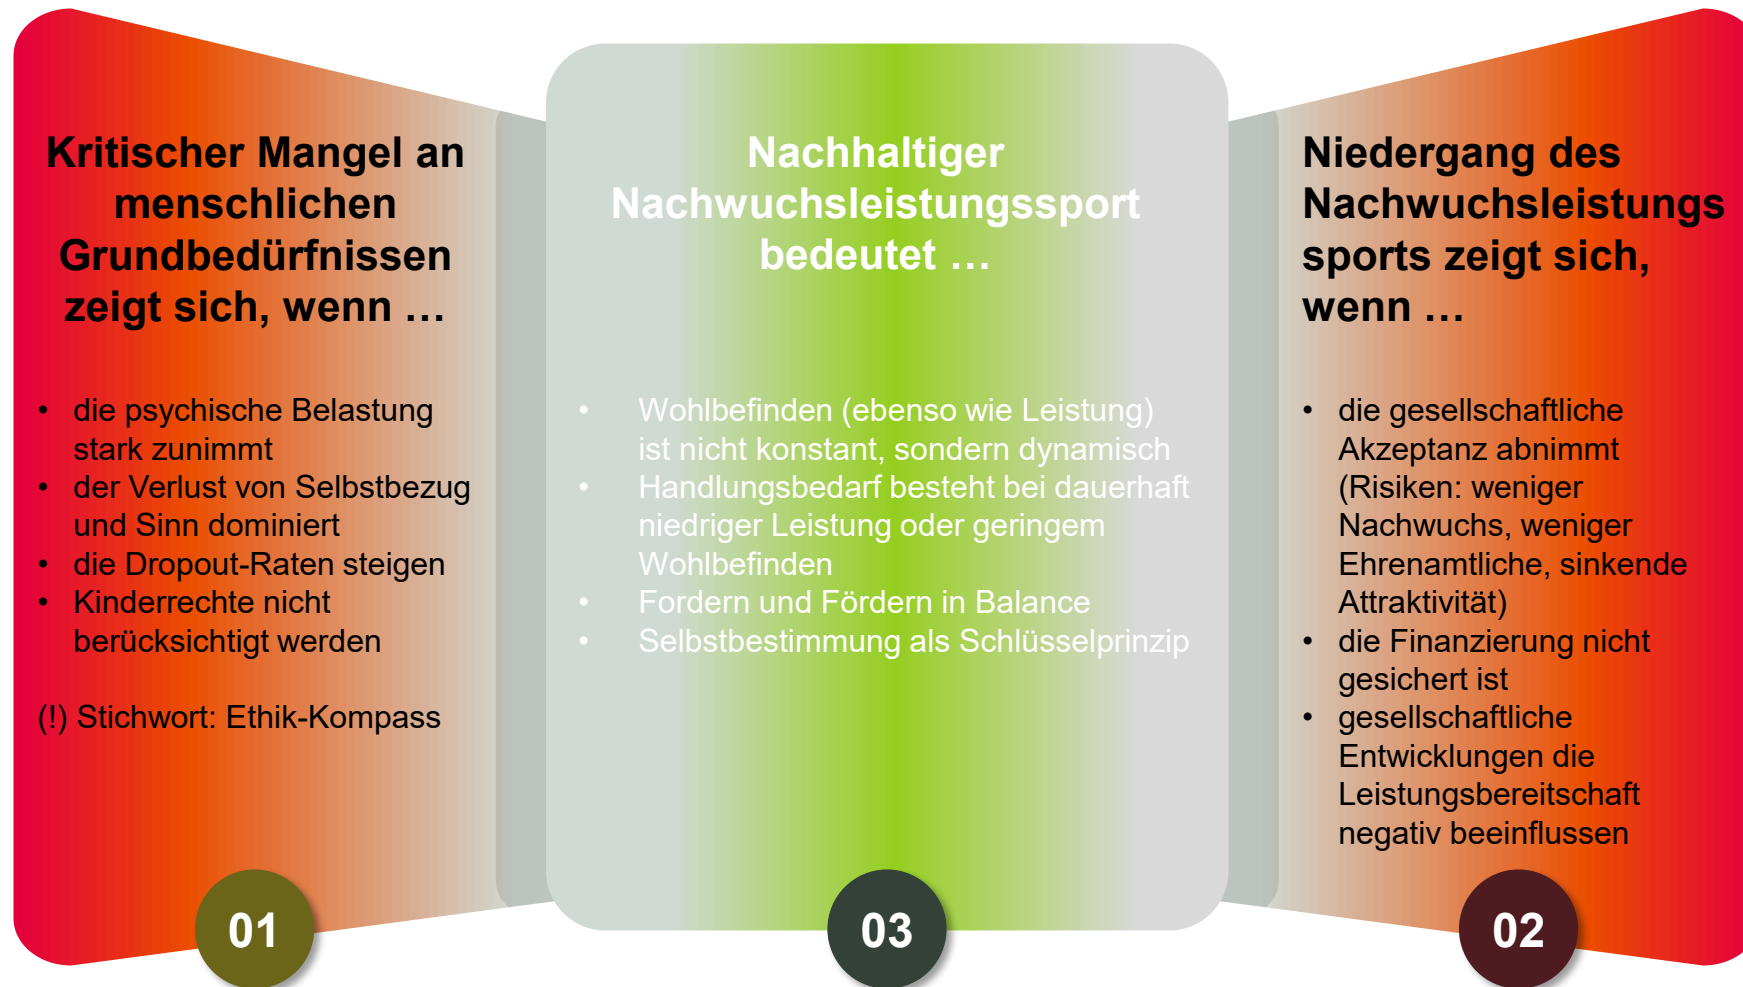 Kritischer Mangel an
menschlichen
Grundbedürfnissen
zeigt sich, wenn …
• die psychische Belastung
stark zunimmt
• der Verlust von Selbstbezug
und Sinn dominiert
• die Dropout-Raten steigen
• Kinderrechte nicht
berücksichtigt werden
(!) Stichwort: Ethik-Kompass
01
Nachhaltiger
Nachwuchsleistungssport
bedeutet …
• Wohlbefinden (ebenso wie Leistung)
ist nicht konstant, sondern dynamisch
• Handlungsbedarf besteht bei dauerhaft
niedriger Leistung oder geringem
Wohlbefinden
• Fordern und Fördern in Balance
• Selbstbestimmung als Schlüsselprinzip
03
Niedergang des
Nachwuchsleistungs
sports zeigt sich,
wenn …
• die gesellschaftliche
Akzeptanz abnimmt
(Risiken: weniger
Nachwuchs, weniger
Ehrenamtliche, sinkende
Attraktivität)
• die Finanzierung nicht
gesichert ist
• gesellschaftliche
Entwicklungen die
Leistungsbereitschaft
negativ beeinflussen
02